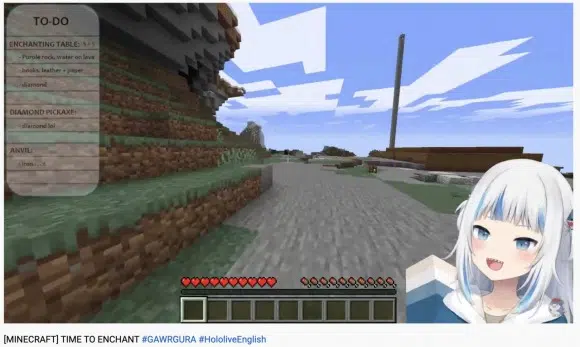 TO-DO
ENCHANTING TABLE:
- Purple rock, water on lava
- books, leather + paper
- diamond
DIAMOND PICKAXE:
- diamond lol
ANVIL:
[MINECRAFT] TIME TO ENCHANT #GAWRGURA #HololiveEnglish